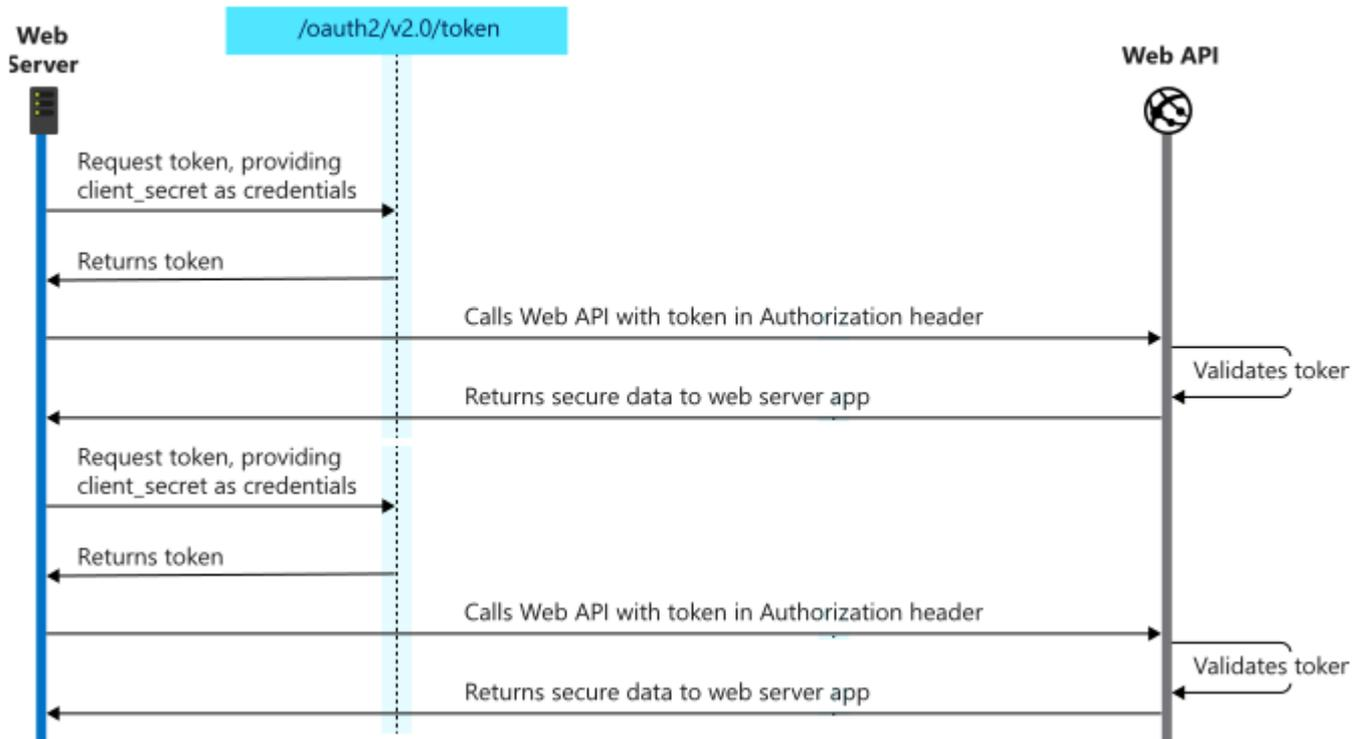 /oauth2/v2.0/token
Web
Server
Web API
Request token, providing
client_secret as credentials
Returns token
Calls Web API with token in Authorization header
Validates token
Returns secure data to web server app
Request token, providing
client_secret as credentials
Returns token
Calls Web API with token in Authorization header
Validates token
Returns secure data to web server app